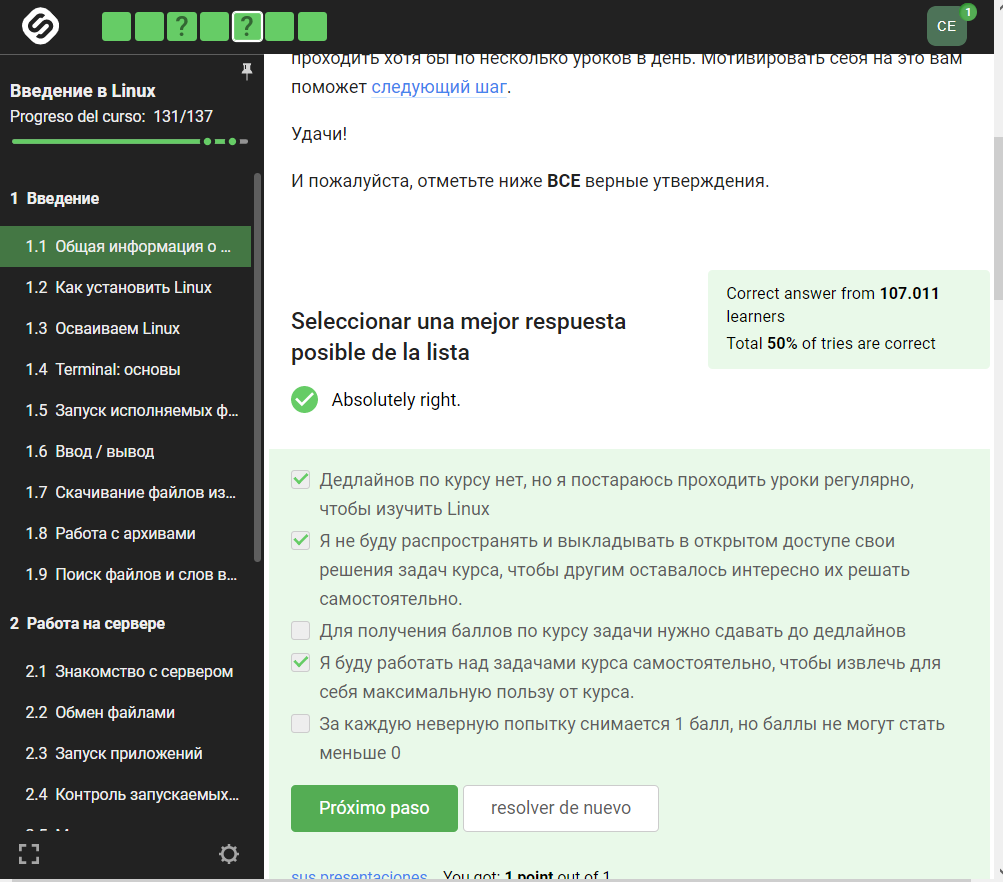 ? ?
CE
1
Введение в Linux
Progreso del curso: 131/137
1 Введение
1.1 Общая информация о ...
1.2 Как установить Linux
1.3 Осваиваем Linux
1.4 Terminal: основы
1.5 Запуск исполняемых ф...
1.6 Ввод / вывод
1.7 Скачивание файлов из...
1.8 Работа с архивами
1.9 Поиск файлов и слов в...
2 Работа на сервере
2.1 Знакомство с сервером
2.2 Обмен файлами
2.3 Запуск приложений
2.4 Контроль запускаемых...
проходить хотя бы по несколько уроков в день. Мотивировать себя на это вам
поможет следующий шаг.
Удачи!
И пожалуйста, отметьте ниже ВСЕ верные утверждения.
Seleccionar una mejor respuesta
posible de la lista
Correct answer from 107.011
learners
Total 50% of tries are correct
Absolutely right.
Дедлайнов по курсу нет, но я постараюсь проходить уроки регулярно,
чтобы изучить Linux
Я не буду распространять и выкладывать в открытом доступе свои
решения задач курса, чтобы другим оставалось интересно их решать
самостоятельно.
Для получения баллов по курсу задачи нужно сдавать до дедлайнов
Я буду работать над задачами курса самостоятельно, чтобы извлечь для
себя максимальную пользу от курса.
За каждую неверную попытку снимается 1 балл, но баллы не могут стать
меньше 0
Próximo paso
resolver de nuevo
sus presentaciones You got: 1 point out of 1